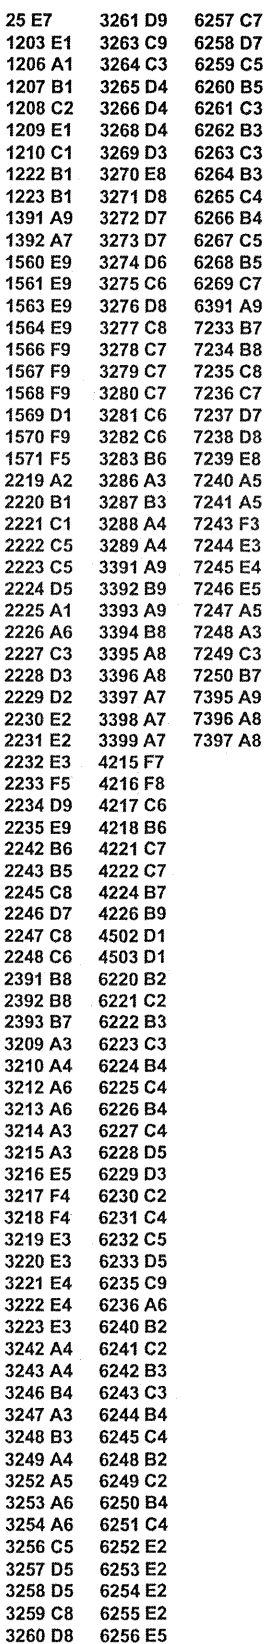 25 E7
1203 E1
1206 A1
1207 B1
1208 C2
1209 E1
1210 C1
1222 B1
1223 B1
1391 A9
1392 A7
1560 E9
1561 E9
1563 E9
1564 E9
1566 F9
1567 F9
1568 F9
1569 D1
1570 F9
1571 F5
2219 A2
2220 B1
2221 C1
2222 C5
2223 C5
2224 D5
2225 A1
2226 A6
2227 C3
2228 D3
2229 D2
2230 E2
2231 E2
2232 E3
2233 F5
2234 D9
2235 E9
2242 B6
2243 B5
2245 C8
2246 D7
2247 C8
2248 C6
2391 B8
2392 B8
2393 B7
3209 A3
3210 A4
3212 A6
3213 A6
3214 A3
3215 A3
3216 E5
3217 F4
3218 F4
3219 E3
3220 E3
3221 E4
3222 E4
3223 E3
3242 A4
3243 A4
3246 B4
3247 A3
3248 B3
3249 A4
3252 A5
3253 A6
3254 A6
3256 C5
3257 D5
3258 D5
3259 C8
3260 D8
3261 D9
3263 C9
3264 C3
3265 D4
3266 D4
3268 D4
3269 D3
3270 E8
3271 D8
3272 D7
3273 D7
3274 D6
3275 C6
3276 D8
3277 C8
3278 C7
3279 C7
3280 C7
3281 C6
3282 C6
3283 B6
3286 A3
3287 B3
3288 A4
3289 A4
3391 A9
3392 B9
3393 A9
3394 B8
3395 A8
3396 A8
3397 A7
3398 A7
3399 A7
4215 F7
4216 F8
4217 C6
4218 B6
4221 C7
4222 C7
4224 B7
4226 B9
4502 D1
4503 D1
6220 B2
6221 C2
6222 B3
6223 C3
6224 B4
6225 C4
6226 B4
6227 C4
6228 D5
6229 D3
6230 C2
6231 C4
6232 C5
6233 D5
6235 C9
6236 A6
6240 B2
6241 C2
6242 B3
6243 C3
6244 B4
6245 C4
6248 B2
6249 C2
6250 B4
6251 C4
6252 E2
6253 E2
6254 E2
6255 E2
6256 E5
6257 C7
6258 D7
6259 C5
6260 B5
6261 C3
6262 B3
6263 C3
6264 B3
6265 C4
6266 B4
6267 C5
6268 B5
6269 C7
6391 A9
7233 B7
7234 B8
7235 C8
7236 C7
7237 D7
7238 D8
7239 E8
7240 A5
7241 A5
7243 F3
7244 E3
7245 E4
7246 E5
7247 A5
7248 A3
7249 C3
7250 B7
7395 A9
7396 A8
7397 A8